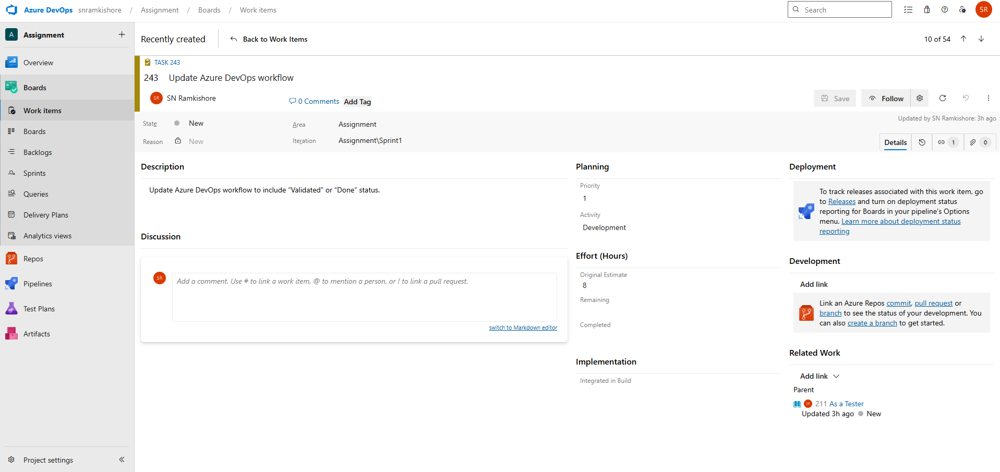 Azure DevOps snramkishore / Assignment / Boards / Work items
Search
SR
A Assignment
Overview
Boards
Work items
Boards
Backlogs
Sprints
Queries
Delivery Plans
Analytics views
Repos
Pipelines
Test Plans
Artifacts
Project settings
Recently created
Back to Work Items
10 of 54
TASK 243
243 Update Azure DevOps workflow
SR SN Ramkishore
0 Comments
Add Tag
Save
Follow
State New
Reason New
Area Assignment
Iteration Assignment\Sprint1
Updated by SN Ramkishore: 3h ago
Details
1
0
Description
Update Azure DevOps workflow to include “Validated” or “Done” status.
Discussion
SR
Add a comment. Use # to link a work item, @ to mention a person, or ! to link a pull request.
switch to Markdown editor
Planning
Priority
1
Activity
Development
Effort (Hours)
Original Estimate
8
Remaining
Completed
Implementation
Integrated in Build
Deployment
To track releases associated with this work item, go
to Releases and turn on deployment status
reporting for Boards in your pipeline's Options
menu. Learn more about deployment status
reporting
Development
Add link
Link an Azure Repos commit, pull request or
branch to see the status of your development. You
can also create a branch to get started.
Related Work
Add link
Parent
SR 211 As a Tester
Updated 3h ago New